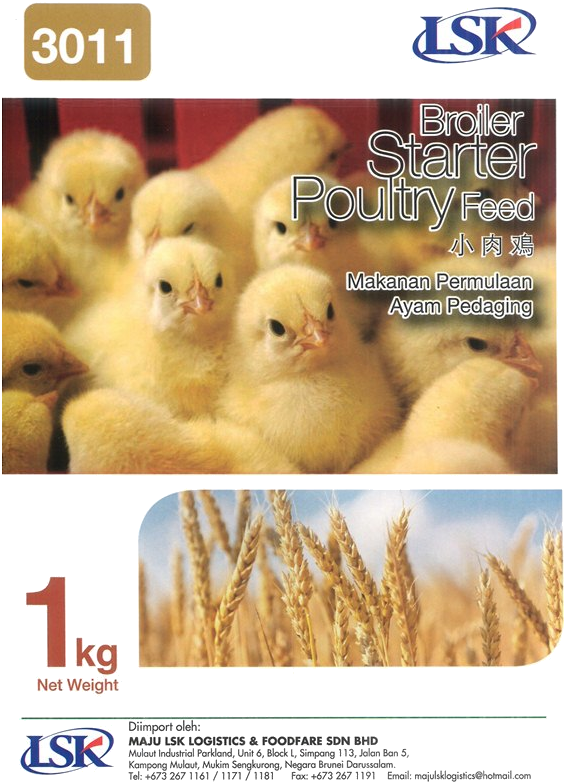 3011
LSK
Broiler
Starter
Poultry Feed
小肉鸡
Makanan Permulaan
Ayam Pedaging
1kg
Net Weight
LSK
Diimport oleh:
MAJU LSK LOGISTICS & FOODFARE SDN BHD
Mulaut Industrial Parkland, Unit 6, Block L, Simpang 113, Jalan Ban 5,
Kampong Mulaut, Mukim Sengkurong, Negara Brunei Darussalam.
Tel: +673 267 1161 / 1171 / 1181 Fax: +673 267 1191 Email: majulsklogistics@hotmail.com